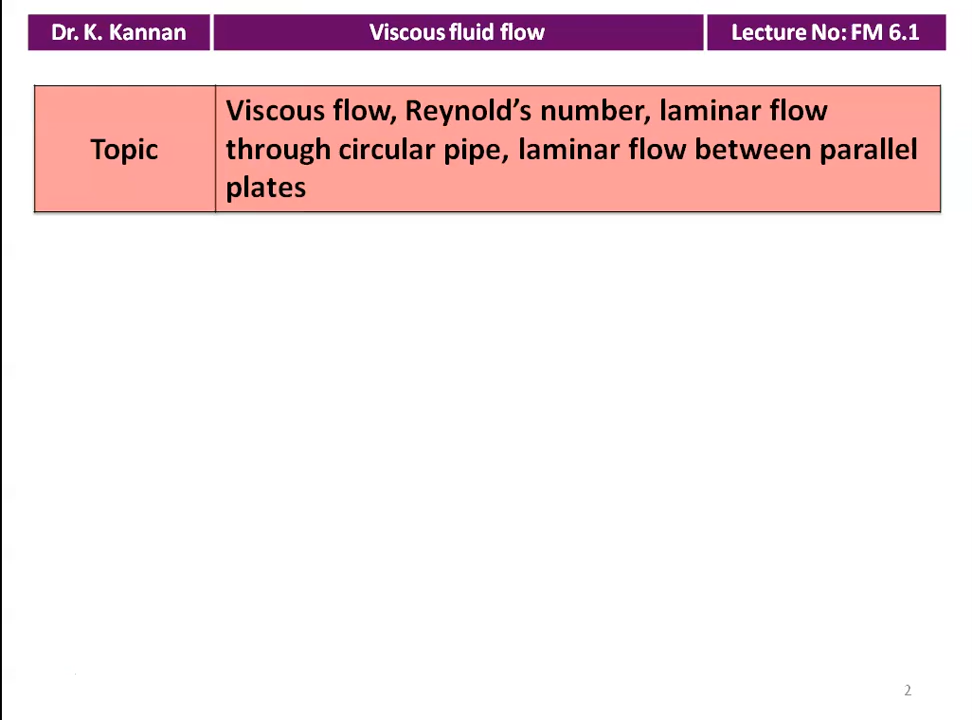 Dr. K. Kannan
Viscous fluid flow
Lecture No: FM 6.1
Topic
Viscous flow, Reynold’s number, laminar flow
through circular pipe, laminar flow between parallel
plates
2